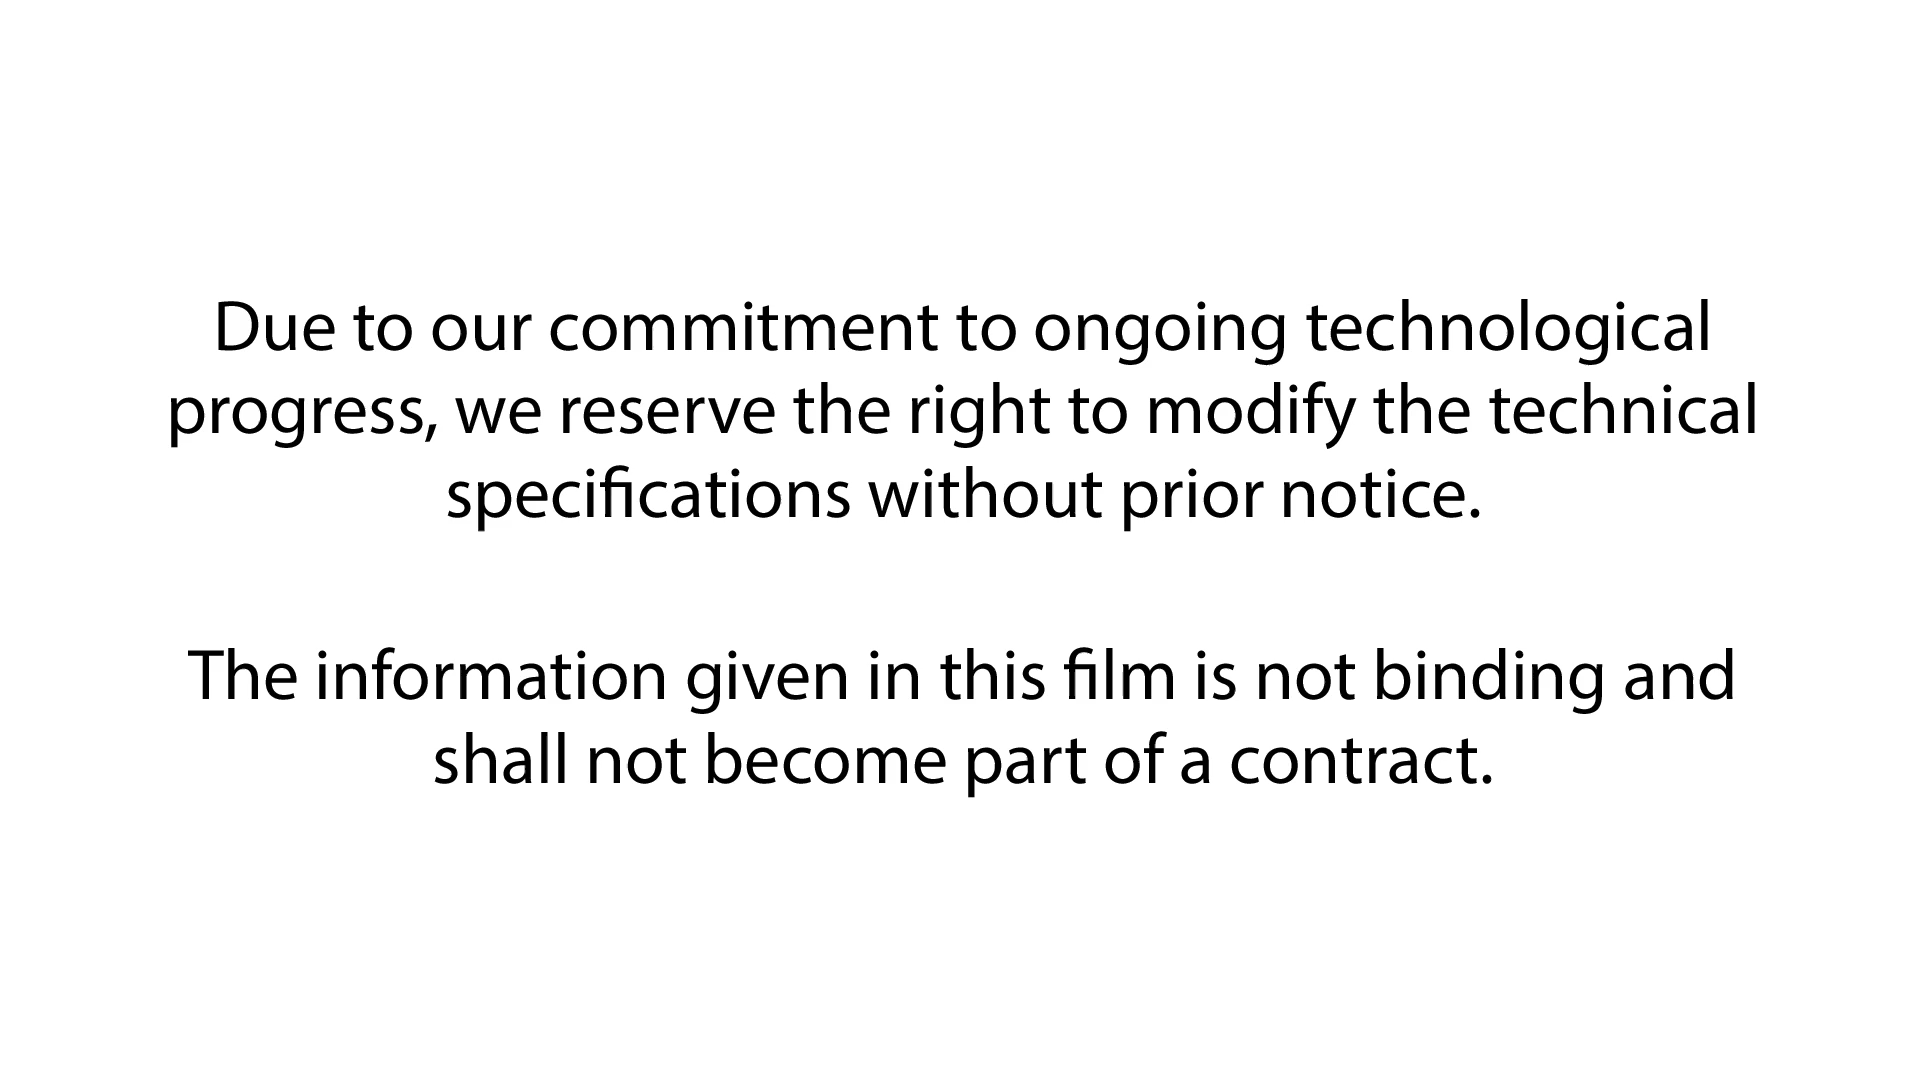 Due to our commitment to ongoing technological
progress, we reserve the right to modify the technical
specifications without prior notice.
The information given in this film is not binding and
shall not become part of a contract.